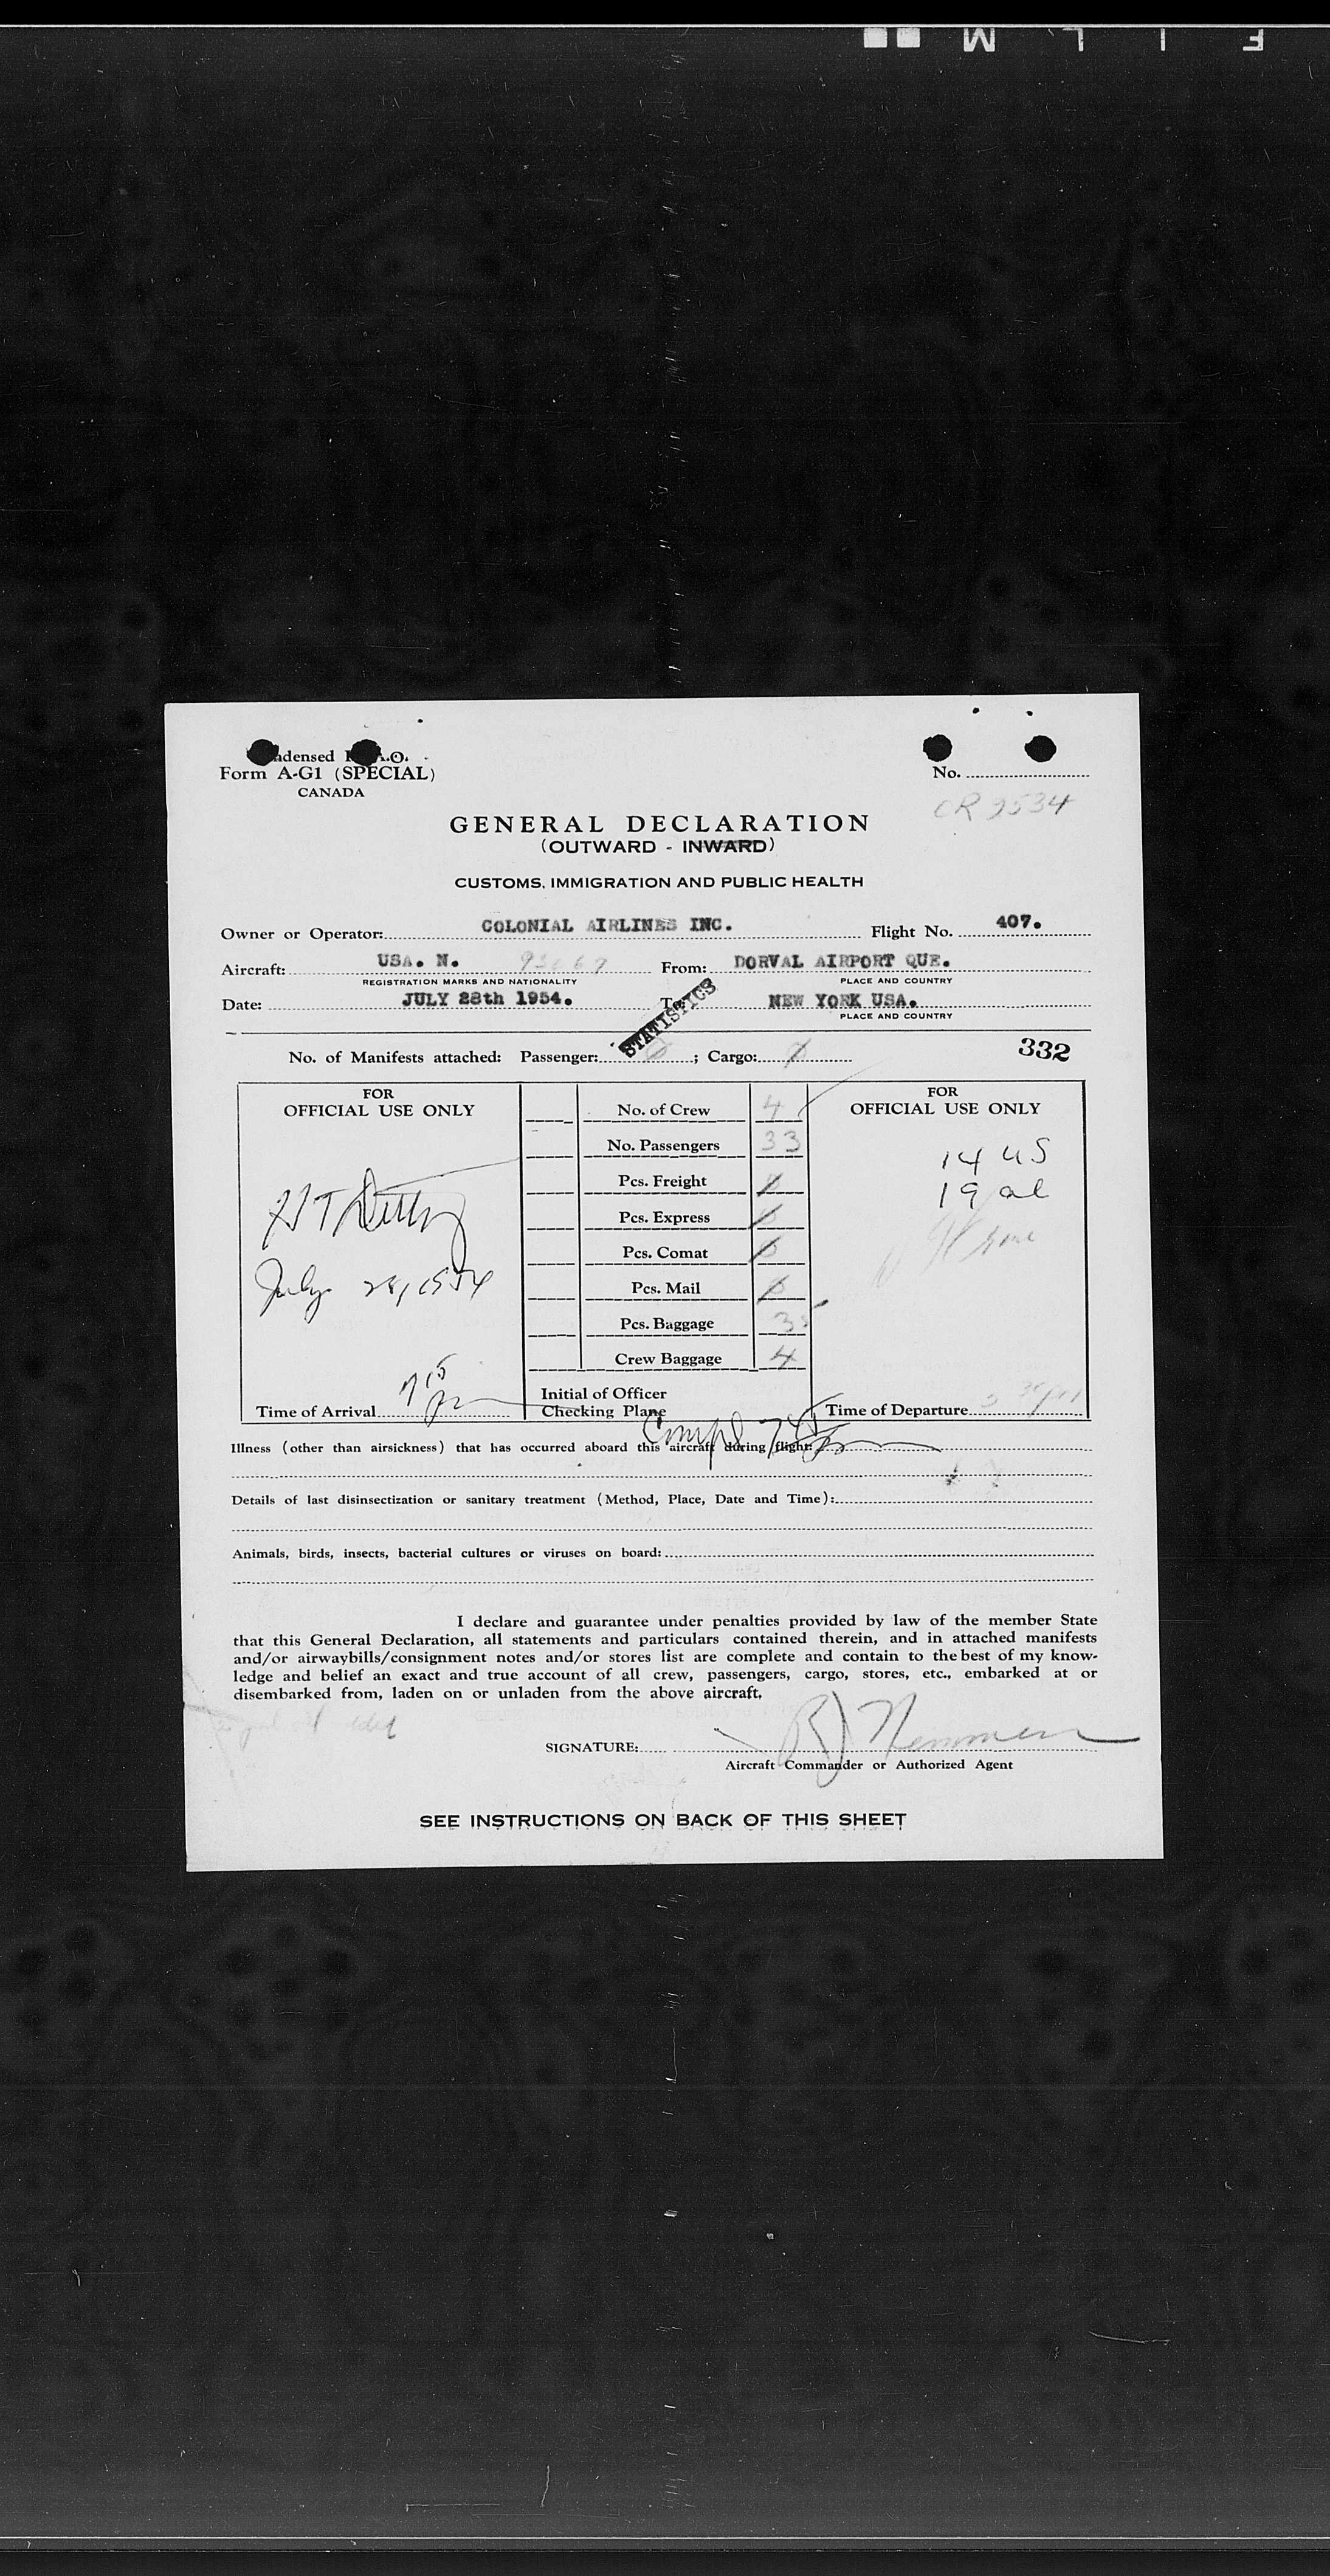 F I L M
Condensed I.C.A.O.
Form A-G1 (SPECIAL)
CANADA
No.
CR 2534
GENERAL DECLARATION
(OUTWARD - INWARD)
CUSTOMS, IMMIGRATION AND PUBLIC HEALTH
Owner or Operator: COLONIAL AIRLINES INC. Flight No. 407.
Aircraft: USA. N. From: DORVAL AIRPORT QUE.
REGISTRATION MARKS AND NATIONALITY PLACE AND COUNTRY
Date: JULY 28th 1954. To: NEW YORK USA.
PLACE AND COUNTRY
STATISTICS
No. of Manifests attached: Passenger: ; Cargo:
332
FOR
OFFICIAL USE ONLY
July 28, 1954
715
Time of Arrival
No. of Crew 4
No. Passengers 33
Pcs. Freight
Pcs. Express
Pcs. Comat
Pcs. Mail
Pcs. Baggage 35
Crew Baggage 4
Initial of Officer
Checking Plane
FOR
OFFICIAL USE ONLY
14 US
19 al
Time of Departure
Illness (other than airsickness) that has occurred aboard this aircraft during flight:
Details of last disinsectization or sanitary treatment (Method, Place, Date and Time):
Animals, birds, insects, bacterial cultures or viruses on board:
I declare and guarantee under penalties provided by law of the member State
that this General Declaration, all statements and particulars contained therein, and in attached manifests
and/or airwaybills/consignment notes and/or stores list are complete and contain to the best of my know-
ledge and belief an exact and true account of all crew, passengers, cargo, stores, etc., embarked at or
disembarked from, laden on or unladen from the above aircraft.
SIGNATURE:
Aircraft Commander or Authorized Agent
SEE INSTRUCTIONS ON BACK OF THIS SHEET